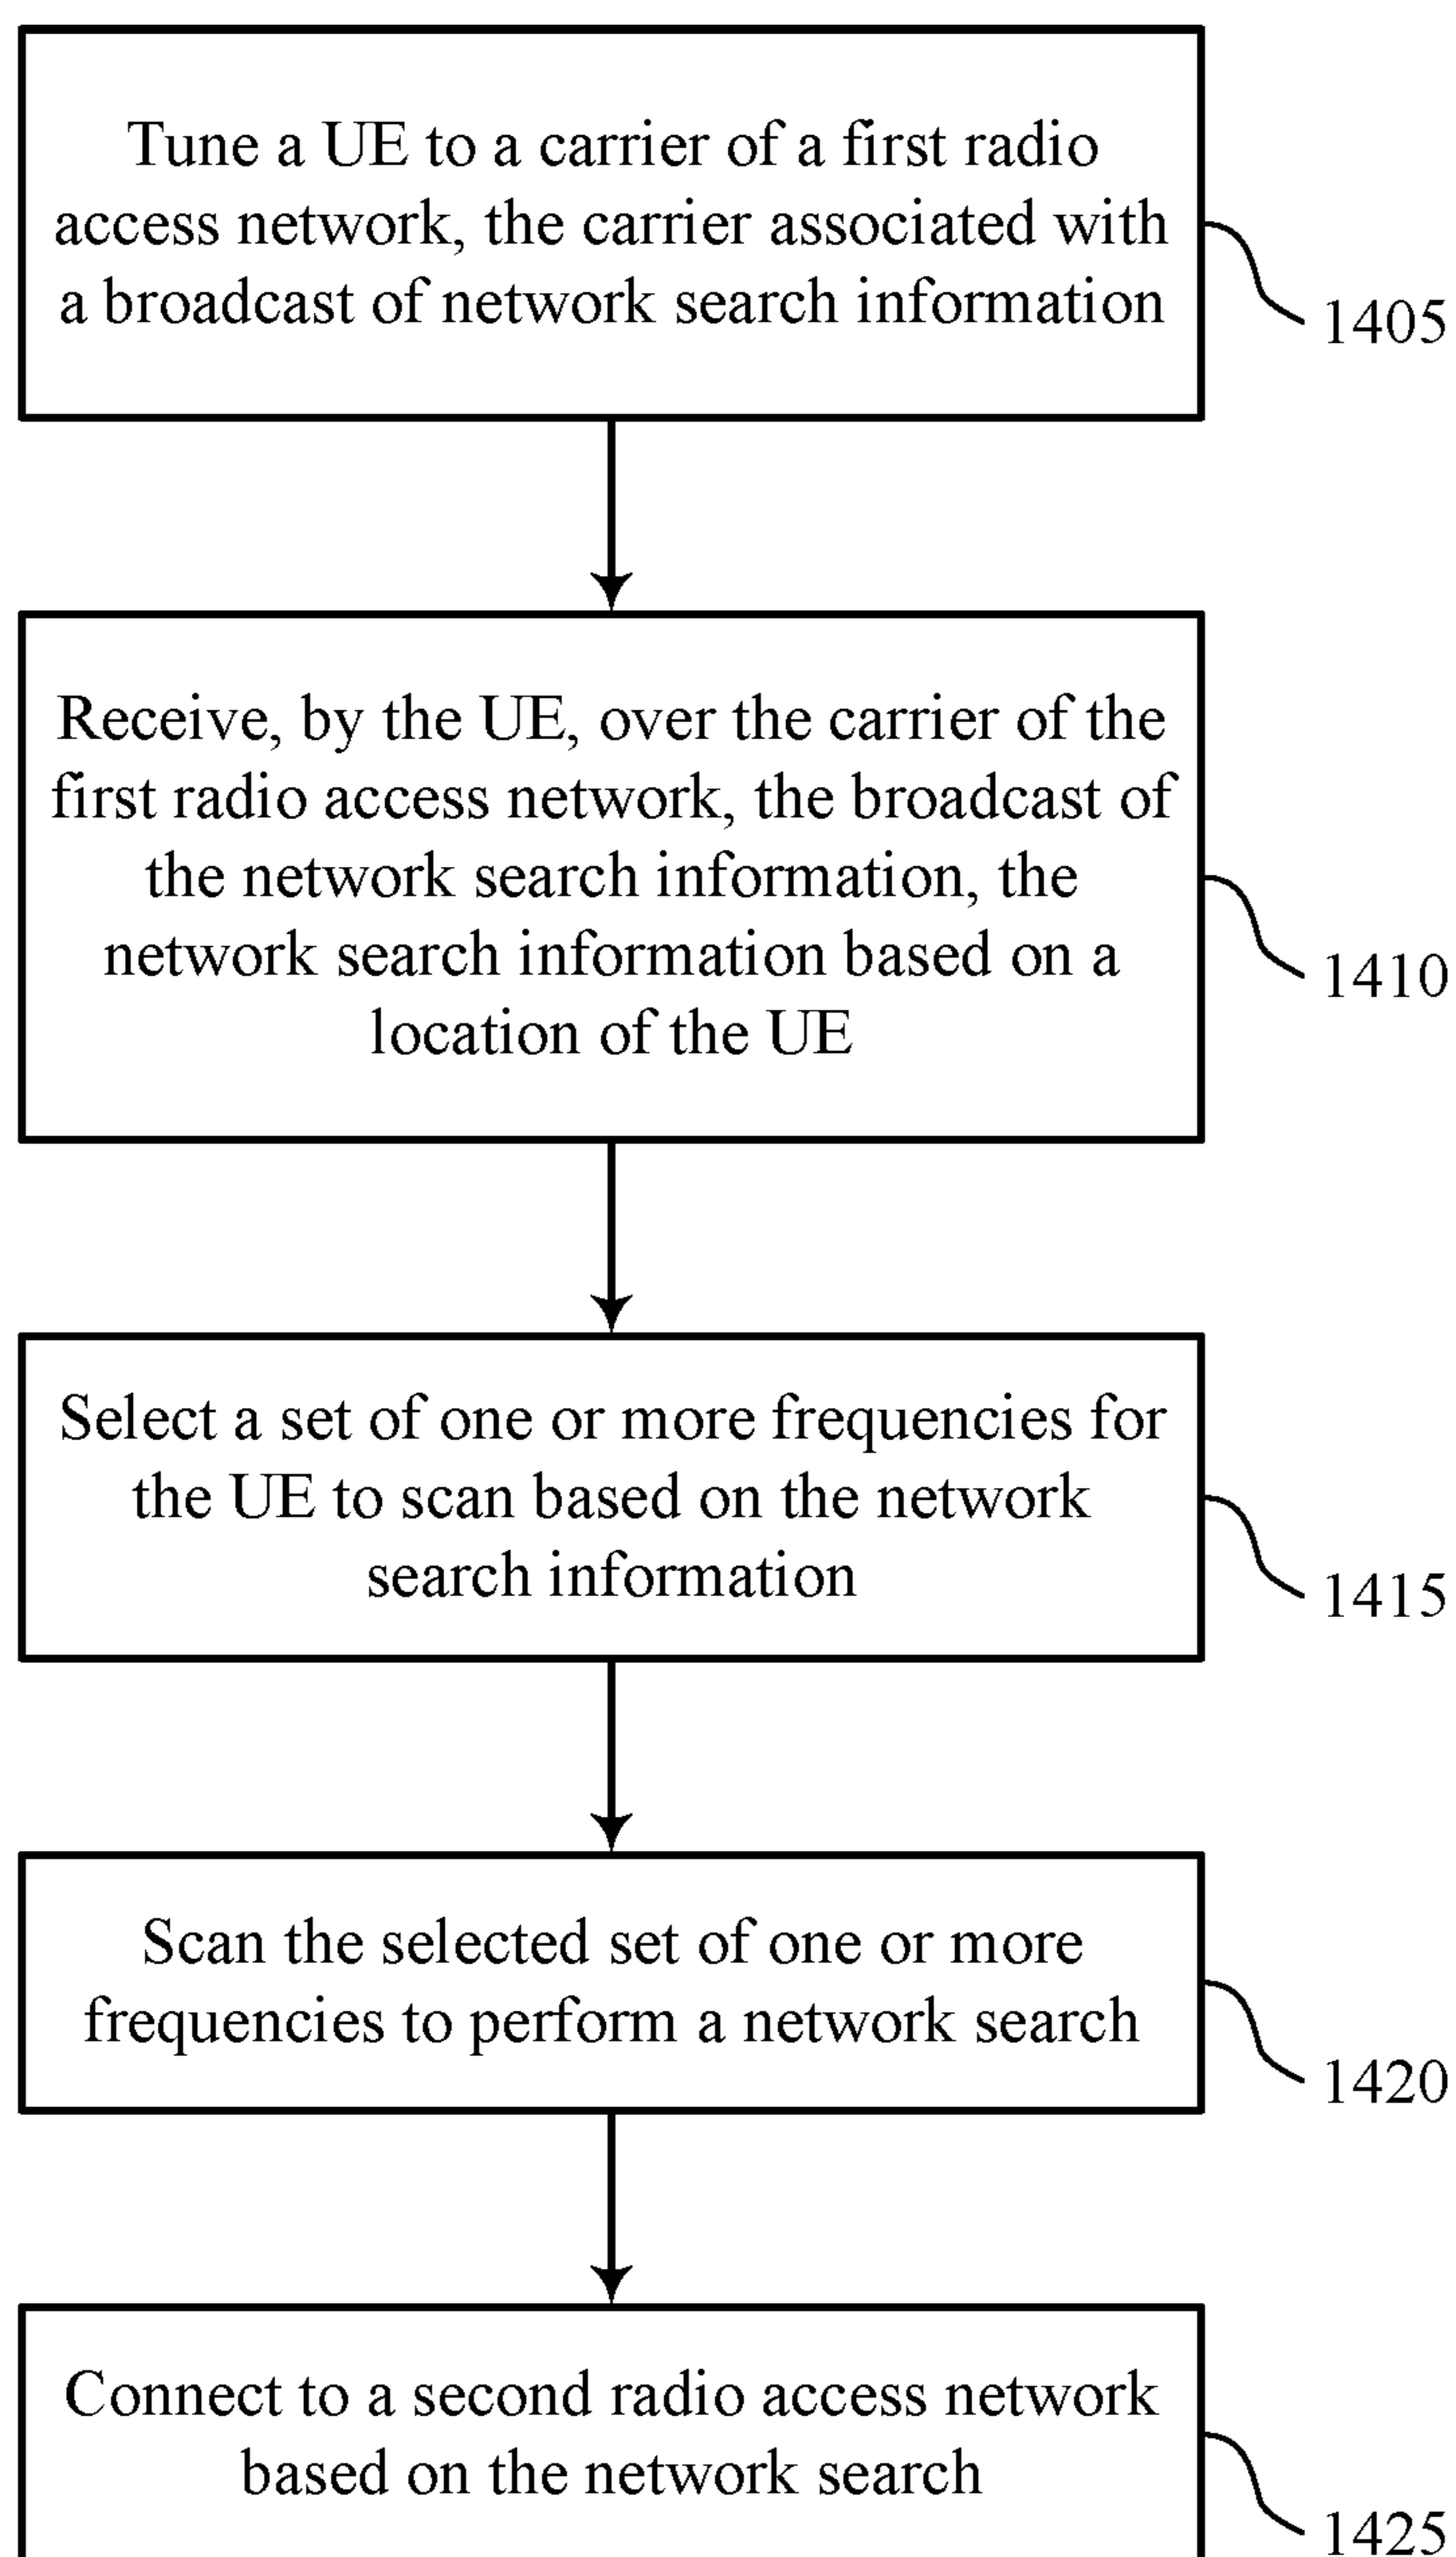 Tune a UE to a carrier of a first radio
access network, the carrier associated with
a broadcast of network search information
1405
Receive, by the UE, over the carrier of the
first radio access network, the broadcast of
the network search information, the
network search information based on a
location of the UE
1410
Select a set of one or more frequencies for
the UE to scan based on the network
search information
1415
Scan the selected set of one or more
frequencies to perform a network search
1420
Connect to a second radio access network
based on the network search
1425